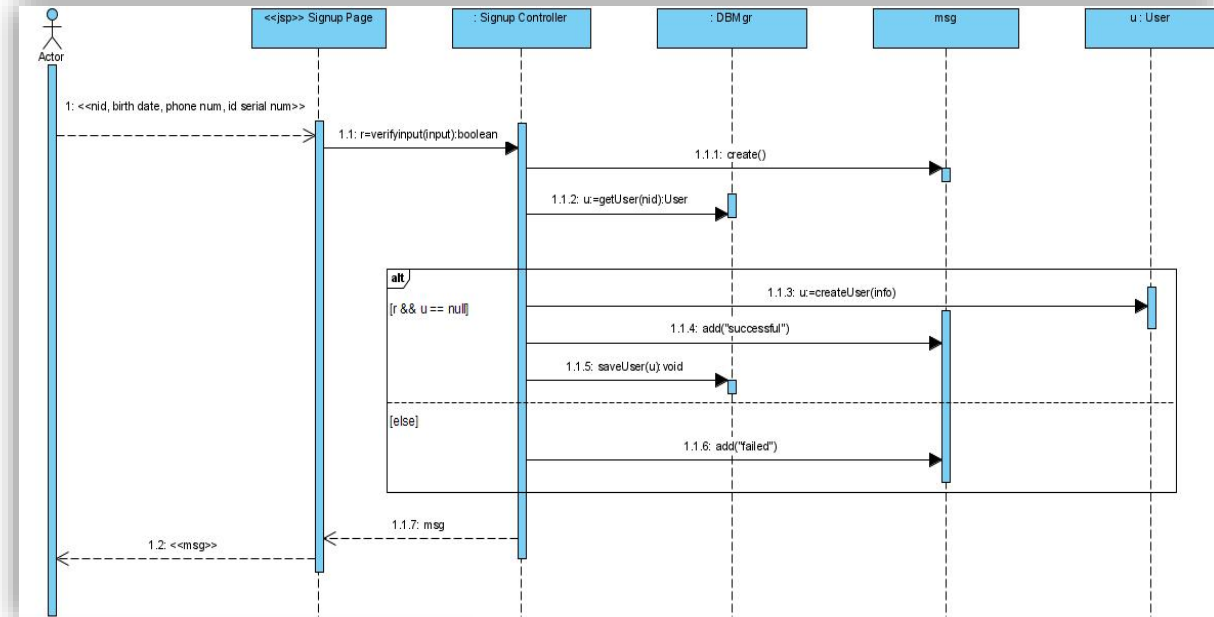 <<jsp>> Signup Page
: Signup Controller
: DBMgr
msg
u : User
Actor
1: <<nid, birth date, phone num, id serial num>>
1.1: r=verifyinput(input):boolean
1.1.1: create()
1.1.2: u:=getUser(nid):User
alt
1.1.3: u:=createUser(info)
[r && u == null]
1.1.4: add("successful")
1.1.5: saveUser(u):void
[else]
1.1.6: add("failed")
1.1.7: msg
1.2: <<msg>>